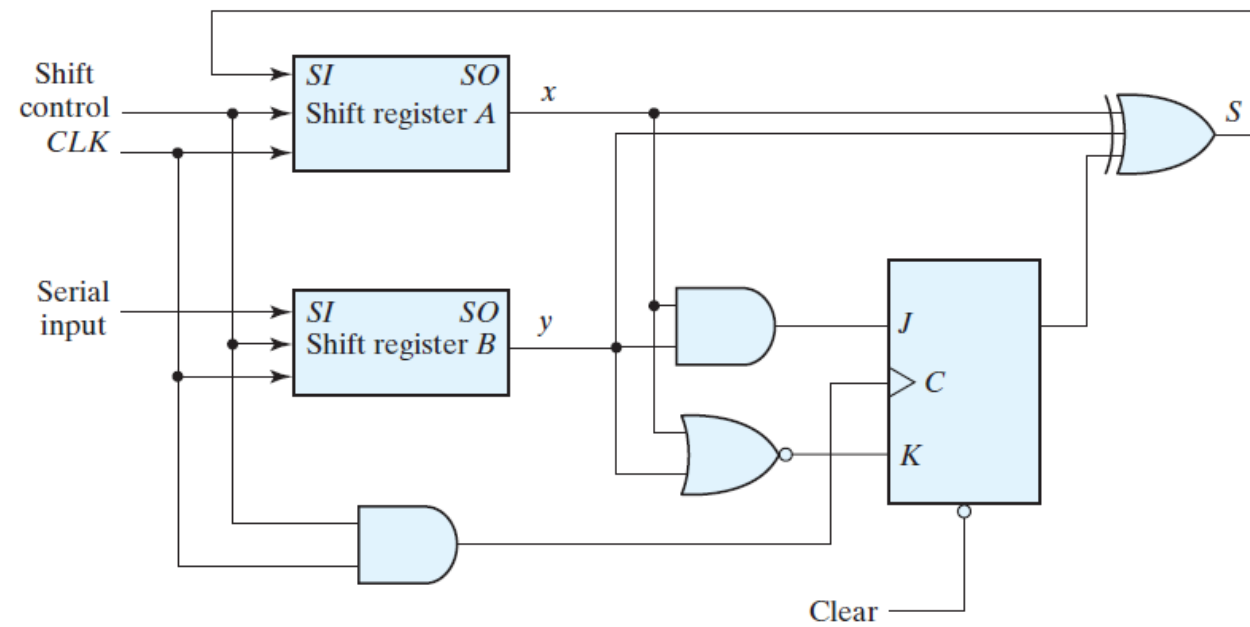 Shift
control
CLK
SI SO
Shift register A
x
S
Serial
input
SI SO
Shift register B
y
J
C
K
Clear